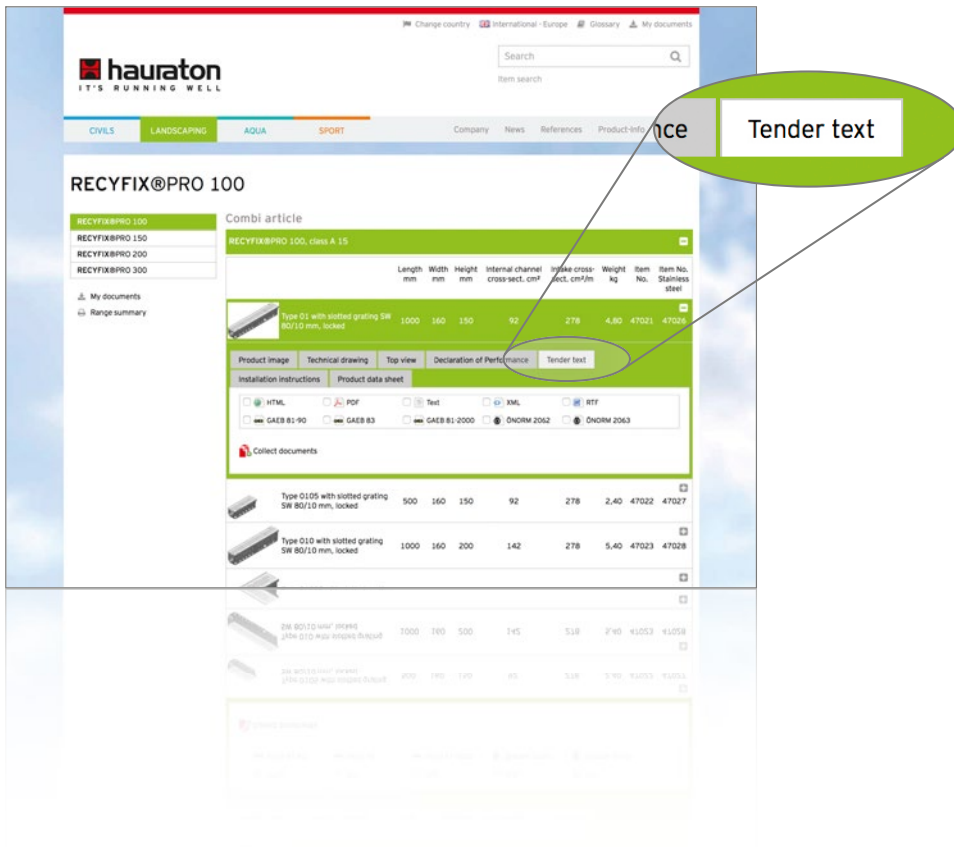 Change country International - Europe Glossary My documents
hauraton
IT'S RUNNING WELL
Search
Item search
CIVILS LANDSCAPING AQUA SPORT Company News References Product-Info
nce Tender text
RECYFIX®PRO 100
RECYFIX®PRO 100
RECYFIX®PRO 150
RECYFIX®PRO 200
RECYFIX®PRO 300
My documents
Range summary
Combi article
RECYFIX®PRO 100, class A 15
Length mm Width mm Height mm Internal channel cross-sect. cm² Intake cross-sect. cm²/m Weight kg Item No. Item No. Stainless steel
Type 01 with slotted grating SW
80/10 mm, locked
1000 160 150 92 278 4,80 47021 47026
Product image Technical drawing Top view Declaration of Performance Tender text
Installation instructions Product data sheet
HTML PDF Text XML RTF
GAEB 81-90 GAEB 83 GAEB 81-2000 ÖNORM 2062 ÖNORM 2063
Collect documents
Type 0105 with slotted grating
SW 80/10 mm, locked
500 160 150 92 278 2,40 47022 47027
Type 010 with slotted grating
SW 80/10 mm, locked
1000 160 200 142 278 5,40 47023 47028